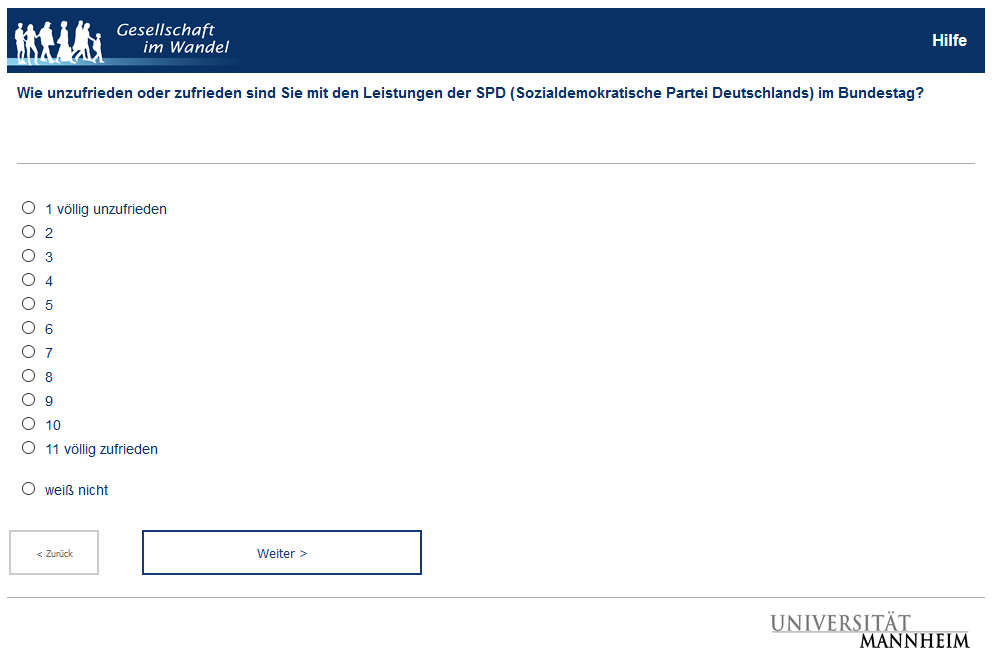 Gesellschaft
im Wandel
Hilfe
Wie unzufrieden oder zufrieden sind Sie mit den Leistungen der SPD (Sozialdemokratische Partei Deutschlands) im Bundestag?
1 völlig unzufrieden
2
3
4
5
6
7
8
9
10
11 völlig zufrieden
weiß nicht
< Zurück
Weiter >
UNIVERSITÄT
MANNHEIM